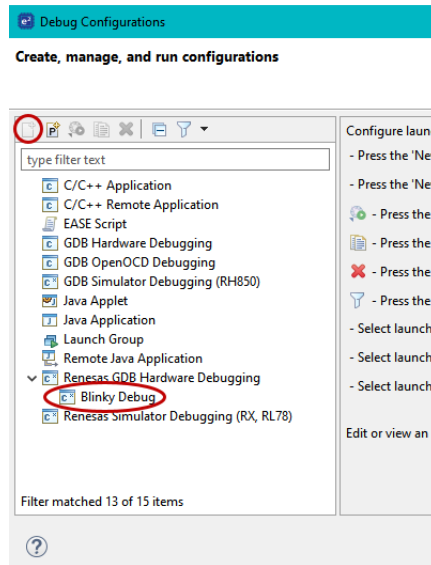 e² Debug Configurations
Create, manage, and run configurations
type filter text
C/C++ Application
C/C++ Remote Application
EASE Script
GDB Hardware Debugging
GDB OpenOCD Debugging
GDB Simulator Debugging (RH850)
Java Applet
Java Application
Launch Group
Remote Java Application
Renesas GDB Hardware Debugging
Blinky Debug
Renesas Simulator Debugging (RX, RL78)
Filter matched 13 of 15 items
Configure laun
- Press the 'Ne
- Press the 'Ne
- Press the
- Press the
- Press the
- Press the
- Select launch
- Select launch
- Select launch
Edit or view an